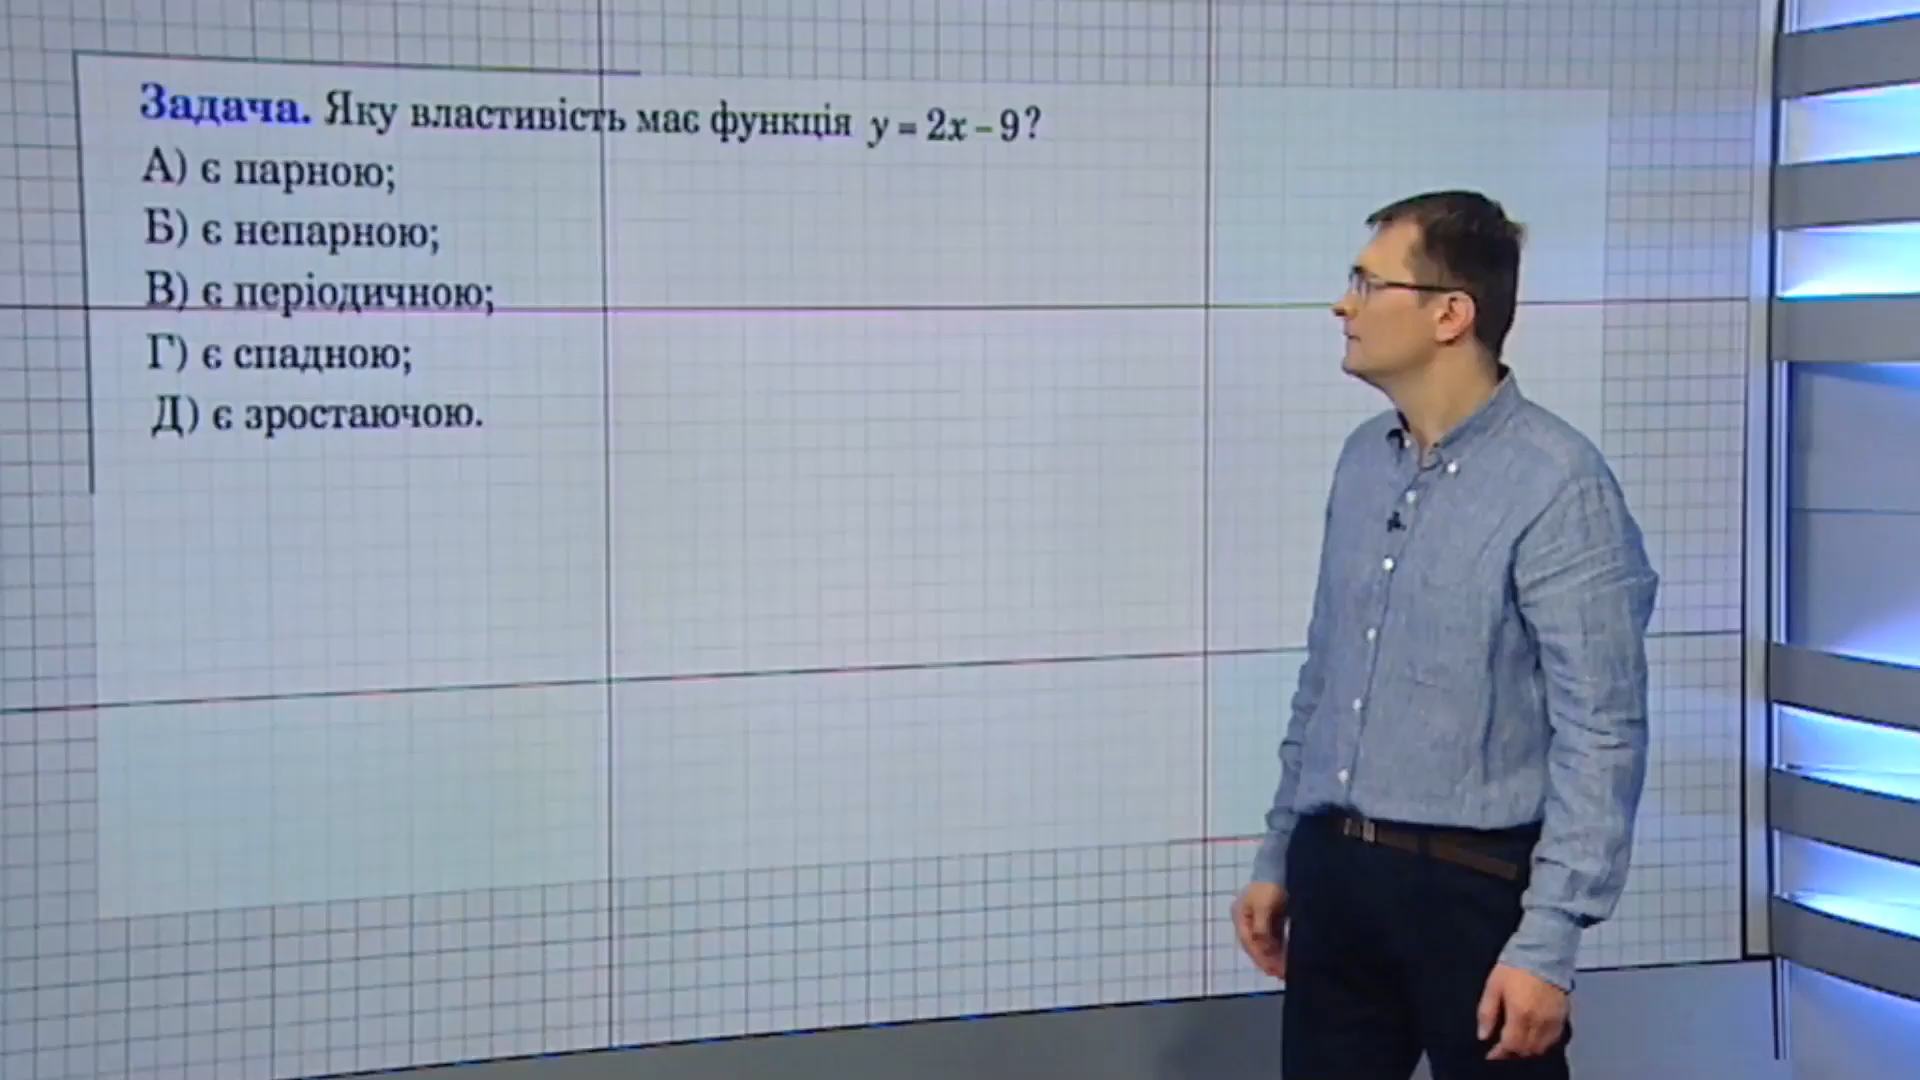 Задача. Яку властивість має функція y = 2x – 9?
А) є парною;
Б) є непарною;
В) є періодичною;
Г) є спадною;
Д) є зростаючою.